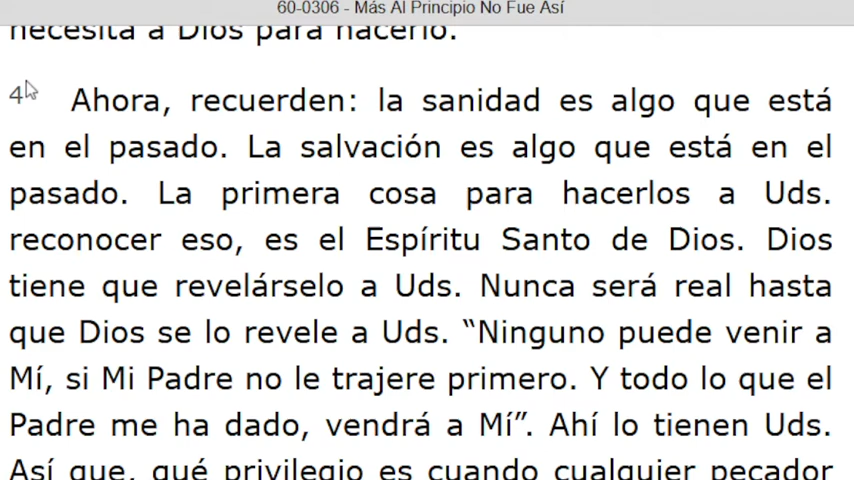 60-0306 - Más Al Principio No Fue Así
necesita a Dios para hacerlo.
4 Ahora, recuerden: la sanidad es algo que está
en el pasado. La salvación es algo que está en el
pasado. La primera cosa para hacerlos a Uds.
reconocer eso, es el Espíritu Santo de Dios. Dios
tiene que revelárselo a Uds. Nunca será real hasta
que Dios se lo revele a Uds. “Ninguno puede venir a
Mí, si Mi Padre no le trajere primero. Y todo lo que el
Padre me ha dado, vendrá a Mí”. Ahí lo tienen Uds.
Así que, qué privilegio es cuando cualquier pecador